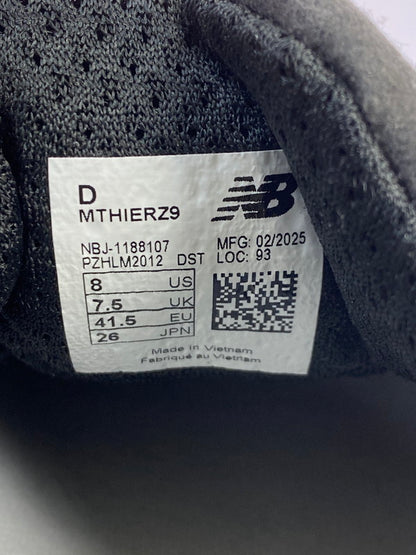 D
MTHIERZ9
NB
NBJ-1188107
PZHLM2012 DST
MFG: 02/2025
LOC: 93
8 US
7.5 UK
41.5 EU
26 JPN
Made in Vietnam
Fabriqué au Vietnam